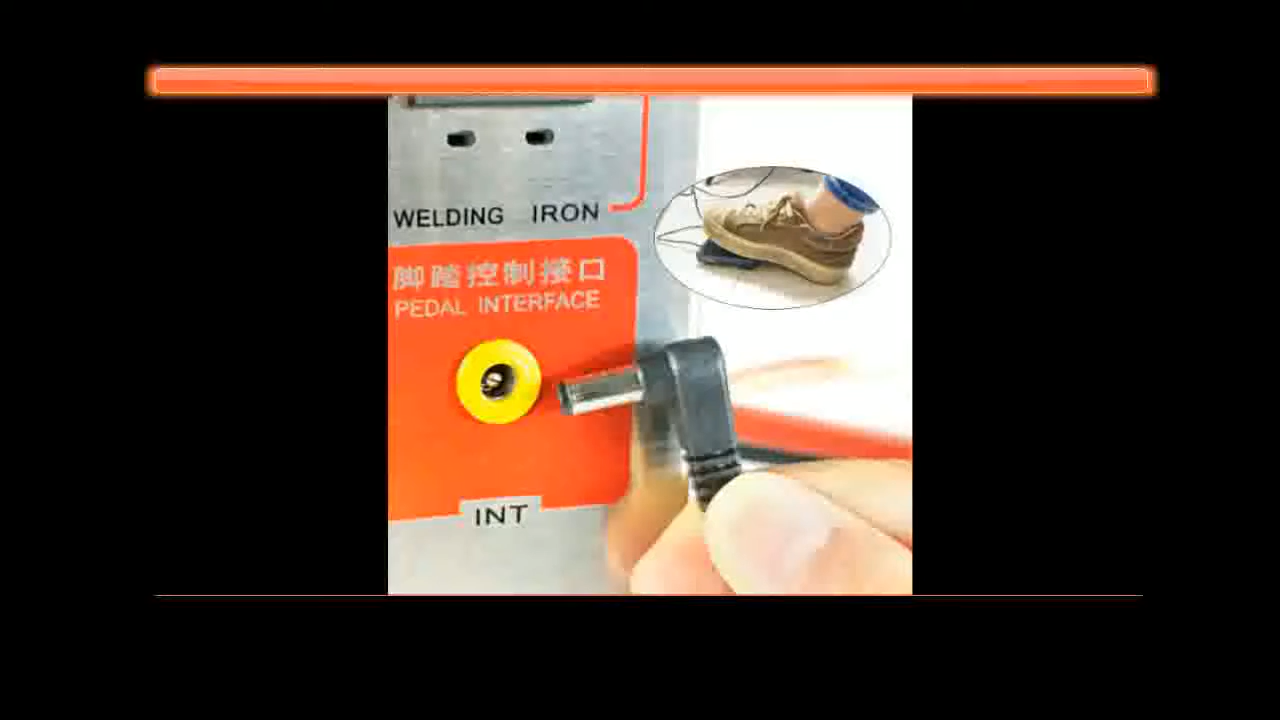 WELDING IRON
脚踏控制接口
PEDAL INTERFACE
INT